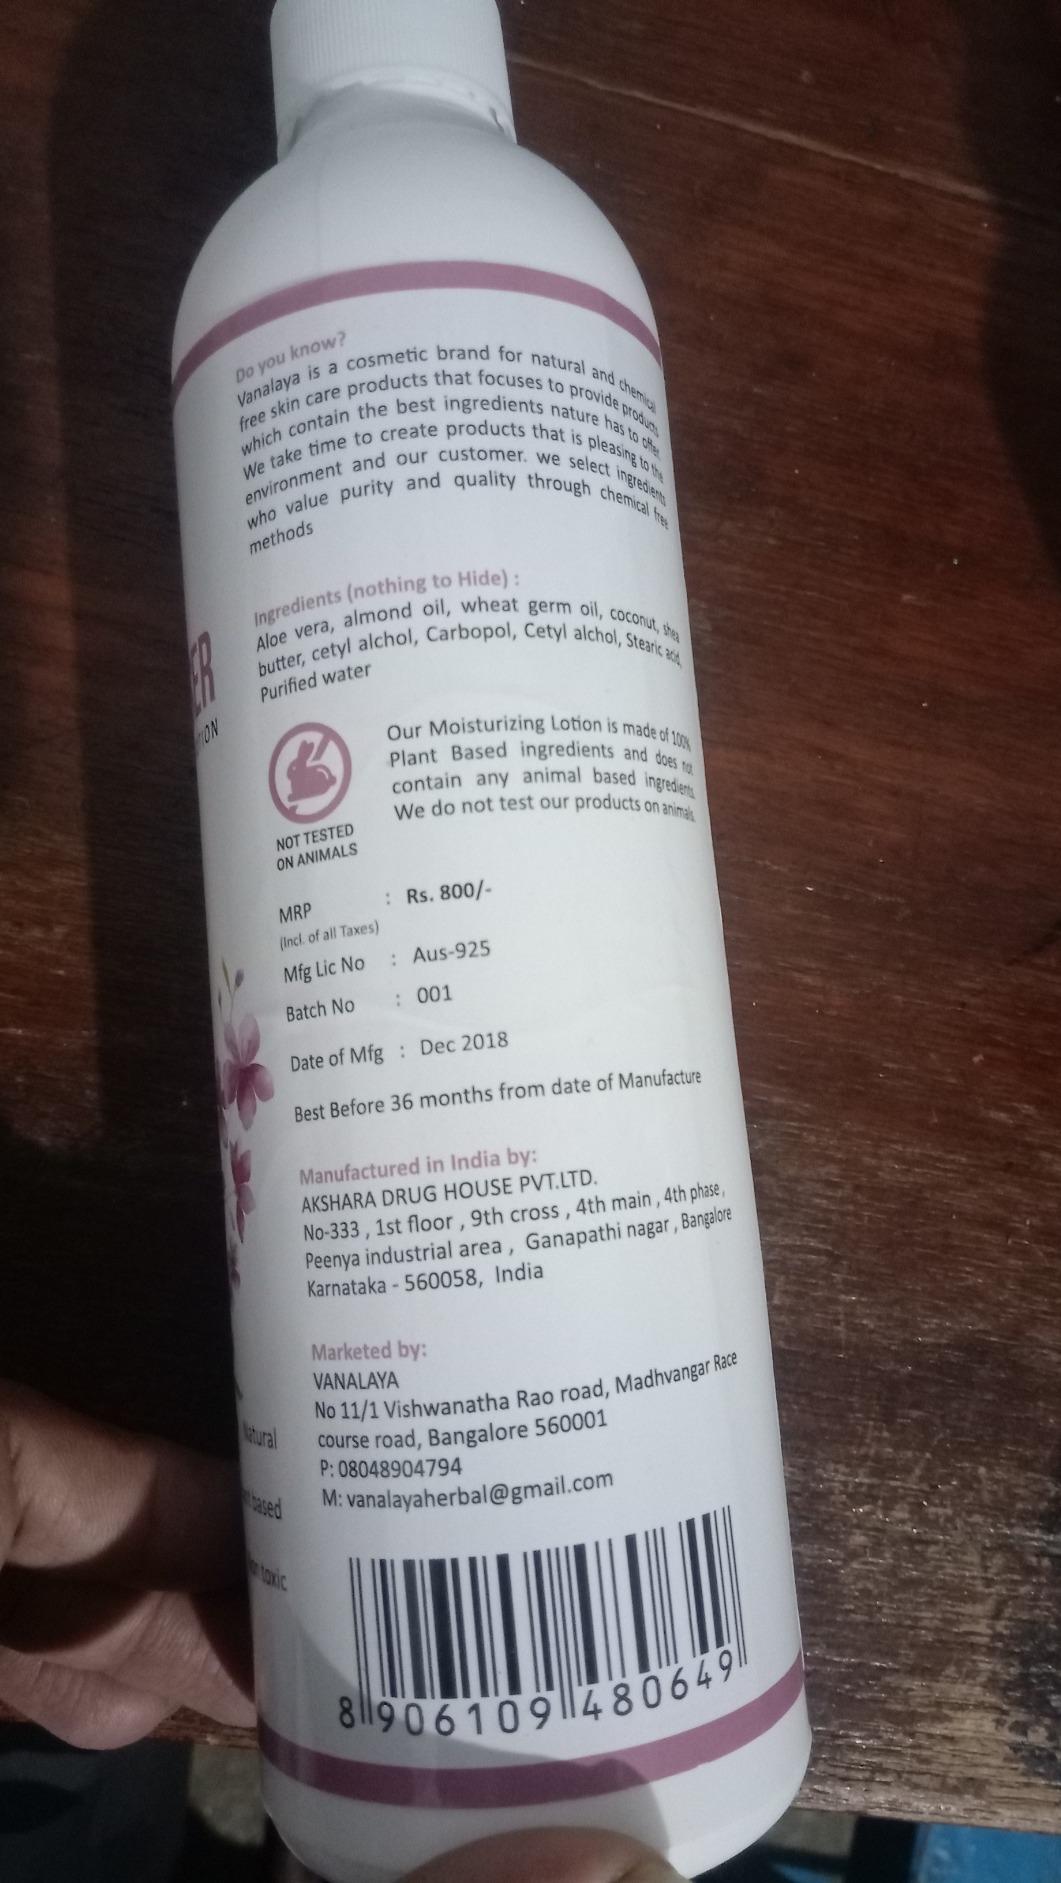 Do you know?
Vanalaya is a cosmetic brand for natural and chemical
free skin care products that focuses to provide products
which contain the best ingredients nature has to offer.
We take time to create products that is pleasing to the
environment and our customer. we select ingredients
who value purity and quality through chemical free
methods
Ingredients (nothing to Hide) :
Aloe vera, almond oil, wheat germ oil, coconut, shea
butter, cetyl alchol, Carbopol, Cetyl alchol, Stearic acid,
Purified water
Our Moisturizing Lotion is made of 100%
Plant Based ingredients and does not
contain any animal based ingredients.
We do not test our products on animals.
NOT TESTED
ON ANIMALS
MRP : Rs. 800/-
(Incl. of all Taxes)
Mfg Lic No : Aus-925
Batch No : 001
Date of Mfg : Dec 2018
Best Before 36 months from date of Manufacture
Manufactured in India by:
AKSHARA DRUG HOUSE PVT.LTD.
No-333 , 1st floor , 9th cross , 4th main , 4th phase ,
Peenya industrial area , Ganapathi nagar , Bangalore
Karnataka - 560058, India
Marketed by:
VANALAYA
No 11/1 Vishwanatha Rao road, Madhvangar Race
course road, Bangalore 560001
P: 08048904794
M: vanalayaherbal@gmail.com
8 906109 480649